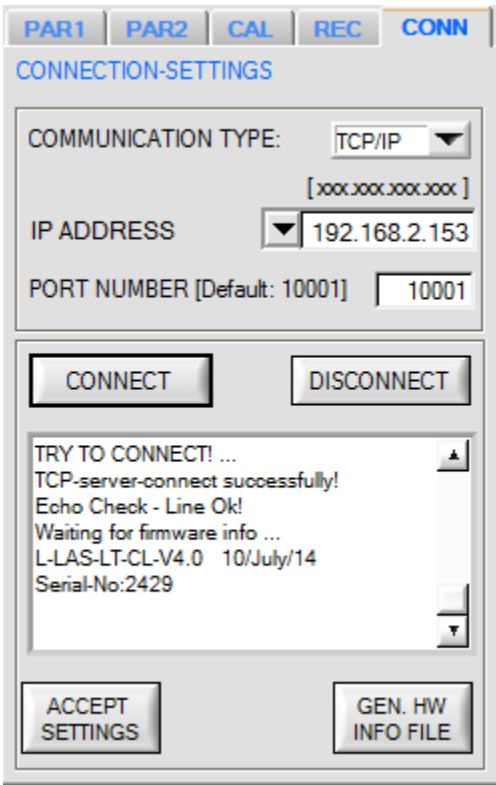 PAR1 PAR2 CAL REC CONN
CONNECTION-SETTINGS
COMMUNICATION TYPE: TCP/IP
[ xxx.xxx.xxx.xxx ]
IP ADDRESS 192.168.2.153
PORT NUMBER [Default: 10001] 10001
CONNECT DISCONNECT
TRY TO CONNECT! ...
TCP-server-connect successfully!
Echo Check - Line Ok!
Waiting for firmware info ...
L-LAS-LT-CL-V4.0 10/July/14
Serial-No:2429
ACCEPT SETTINGS
GEN. HW INFO FILE